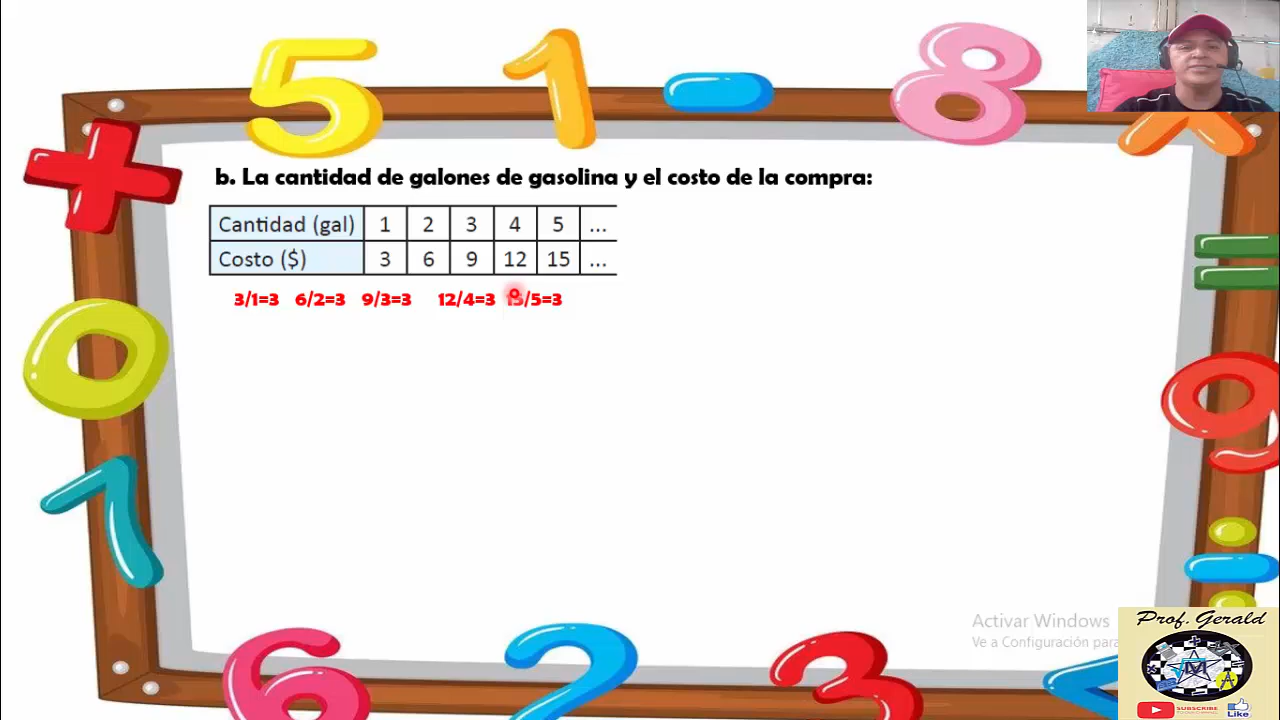 b. La cantidad de galones de gasolina y el costo de la compra:
Cantidad (gal) 1 2 3 4 5 ...
Costo ($) 3 6 9 12 15 ...
3/1=3 6/2=3 9/3=3 12/4=3 15/5=3
Activar Windows
Ve a Configuración para
Prof. Gerald
SUBSCRIBE
Like